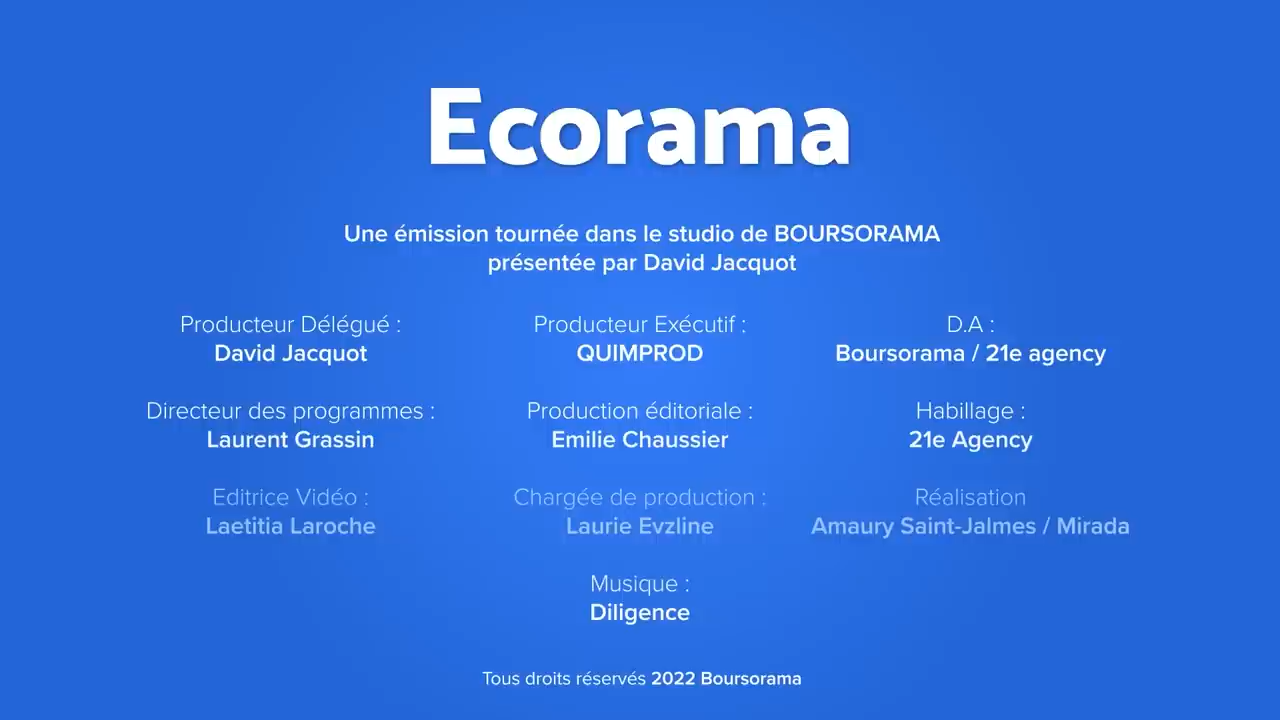 Ecorama
Une émission tournée dans le studio de BOURSORAMA
présentée par David Jacquot
Producteur Délégué :
David Jacquot
Producteur Exécutif :
QUIMPROD
D.A :
Boursorama / 21e agency
Directeur des programmes :
Laurent Grassin
Production éditoriale :
Emilie Chaussier
Habillage :
21e Agency
Editrice Vidéo :
Laetitia Laroche
Chargée de production :
Laurie Evzline
Réalisation
Amaury Saint-Jalmes / Mirada
Musique :
Diligence
Tous droits réservés 2022 Boursorama